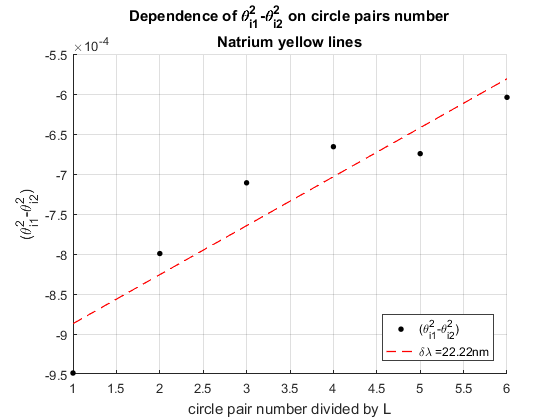 Dependence of θ²ᵢ₁-θ²ᵢ₂ on circle pairs number
Natrium yellow lines
×10⁻⁴
-5.5
-6
-6.5
-7
-7.5
-8
-8.5
-9
-9.5
(θ²ᵢ₁-θ²ᵢ₂)
(θ²ᵢ₁-θ²ᵢ₂)
δλ =22.22nm
1 1.5 2 2.5 3 3.5 4 4.5 5 5.5 6
circle pair number divided by L